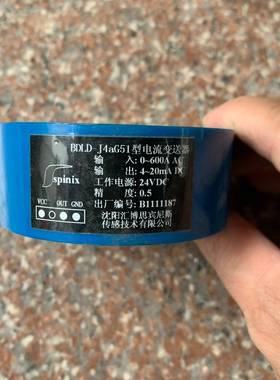 BDLD-J4aG51型电流变送器
输 入: 0~600A AC
输 出: 4~20mA DC
工作电源: 24VDC
精 度: 0.5
出厂编号: B1111187
沈阳汇博思宾尼斯
传感技术有限公司
spinix
VCC OUT GND